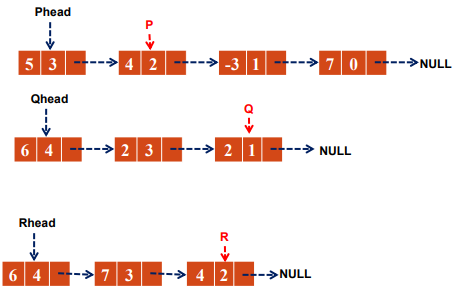 Phead
P
5 3 4 2 -3 1 7 0 NULL
Qhead
Q
6 4 2 3 2 1 NULL
Rhead
R
6 4 7 3 4 2 NULL